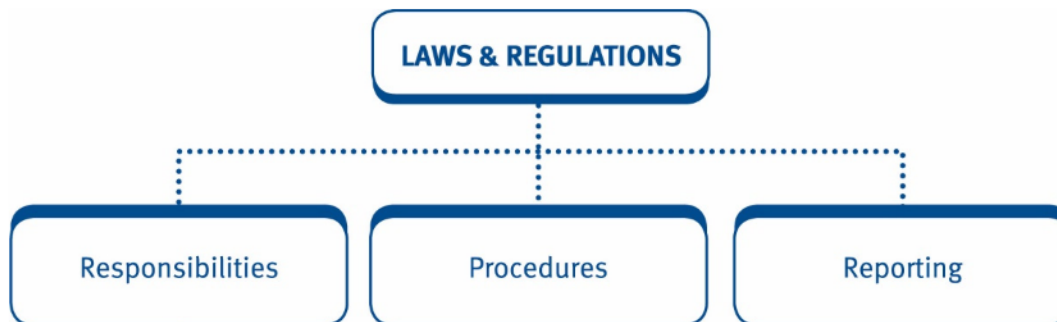 LAWS & REGULATIONS
Responsibilities
Procedures
Reporting